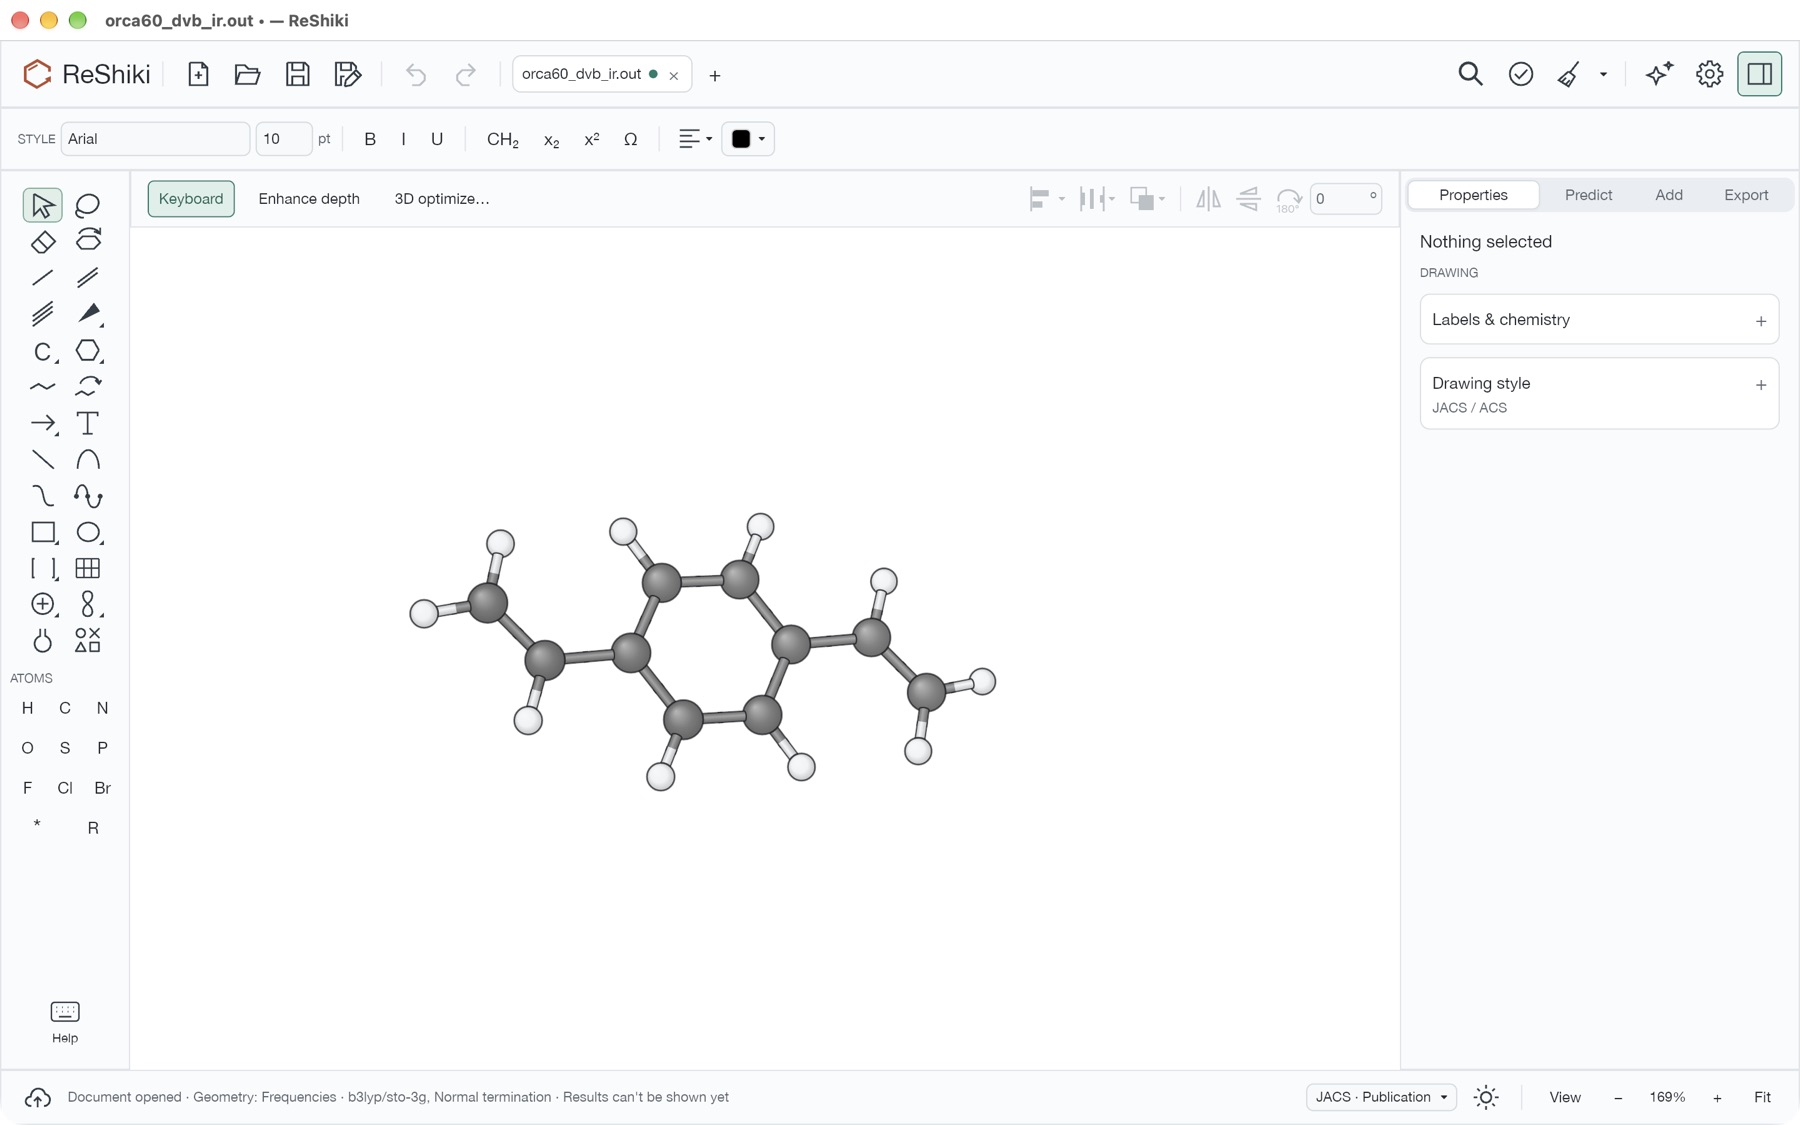 orca60_dvb_ir.out • — ReShiki
ReShiki
orca60_dvb_ir.out
STYLE Arial 10 pt B I U CH₂ x₂ x² Ω
Keyboard Enhance depth 3D optimize... 180° 0 °
Properties Predict Add Export
Nothing selected
DRAWING
Labels & chemistry +
Drawing style +
JACS / ACS
C
T
ATOMS
H C N
O S P
F Cl Br
* R
Help
Document opened · Geometry: Frequencies · b3lyp/sto-3g, Normal termination · Results can't be shown yet
JACS · Publication View − 169% + Fit